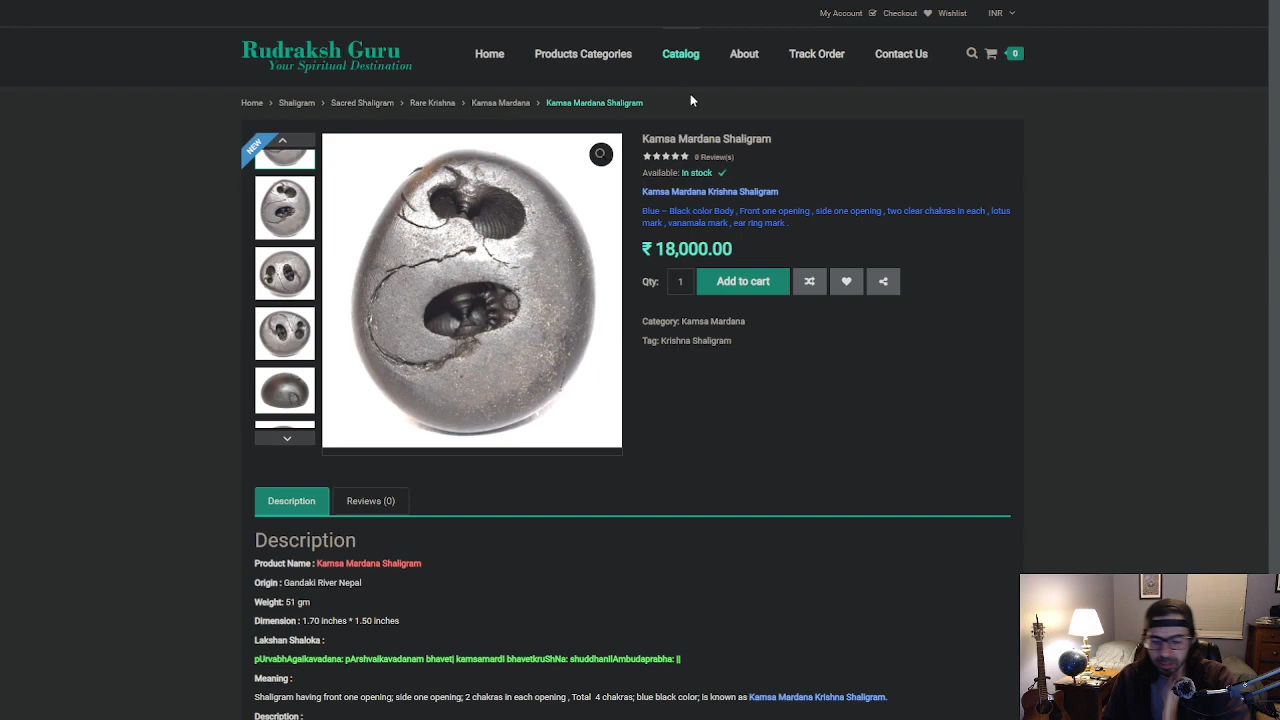 My Account Checkout Wishlist INR
Rudraksh Guru
Your Spiritual Destination
Home Products Categories Catalog About Track Order Contact Us 0
Home › Shaligram › Sacred Shaligram › Rare Krishna › Kamsa Mardana › Kamsa Mardana Shaligram
NEW
Kamsa Mardana Shaligram
0 Review(s)
Available: In stock
Kamsa Mardana Krishna Shaligram
Blue – Black color Body , Front one opening , side one opening , two clear chakras in each , lotus
mark , vanamala mark , ear ring mark .
₹ 18,000.00
Qty: 1 Add to cart
Category: Kamsa Mardana
Tag: Krishna Shaligram
Description Reviews (0)
Description
Product Name : Kamsa Mardana Shaligram
Origin : Gandaki River Nepal
Weight: 51 gm
Dimension : 1.70 inches * 1.50 inches
Lakshan Shaloka :
pUrvabhAgaikavadana: pArshvaikavadanam bhavet| kamsamardI bhavetkruShNa: shuddhanIlAmbudaprabha: ||
Meaning :
Shaligram having front one opening; side one opening; 2 chakras in each opening , Total 4 chakras; blue black color; is known as Kamsa Mardana Krishna Shaligram.
Description :